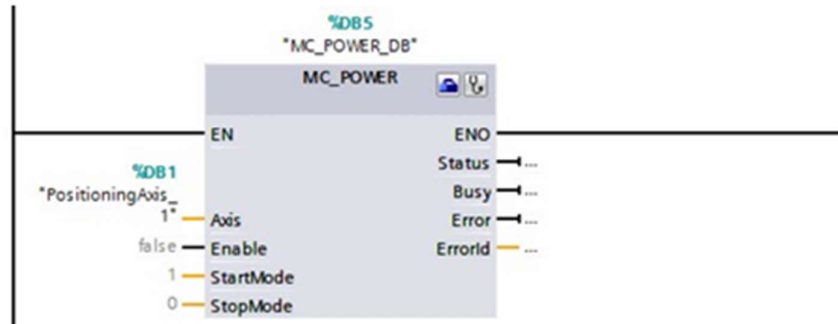 %DB5
"MC_POWER_DB"
MC_POWER
EN ENO
Status ...
%DB1
"PositioningAxis_
1"
Busy ...
Axis Error ...
false Enable ErrorId ...
1 StartMode
0 StopMode